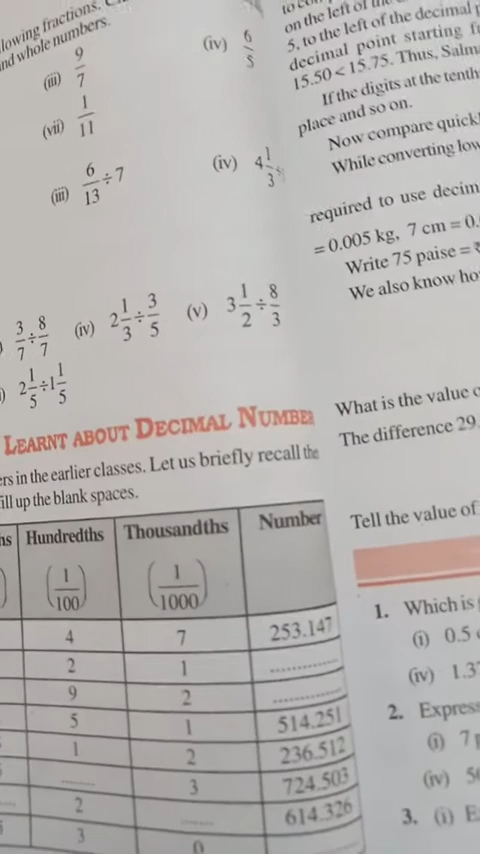 lowing fractions.
nd whole numbers.
(iii) 9/7 (iv) 6/5
(vii) 1/11
(iii) 6/13 ÷ 7 (iv) 4 1/3 ÷
3/7 ÷ 8/7 (iv) 2 1/3 ÷ 3/5 (v) 3 1/2 ÷ 8/3
) 2 1/5 ÷ 1 1/5
LEARNT ABOUT DECIMAL NUMBE
ers in the earlier classes. Let us briefly recall the
ill up the blank spaces.
hs Hundredths Thousandths Number
) (1/100) (1/1000)
4 7 253.147
2 1 ............
9 2 ............
5 1 514.251
1 2 236.512
........ 3 724.503
2 ........ 614.326
3 0
on the left of the
5, to the left of the decimal p
decimal point starting f
15.50 < 15.75. Thus, Salm
If the digits at the tenth
place and so on.
Now compare quickl
While converting low
required to use decim
= 0.005 kg, 7 cm = 0.
Write 75 paise = ₹
We also know ho
What is the value o
The difference 29.
Tell the value of
1. Which is
(i) 0.5
(iv) 1.37
2. Express
(i) 7
(iv) 5
3. (i) E